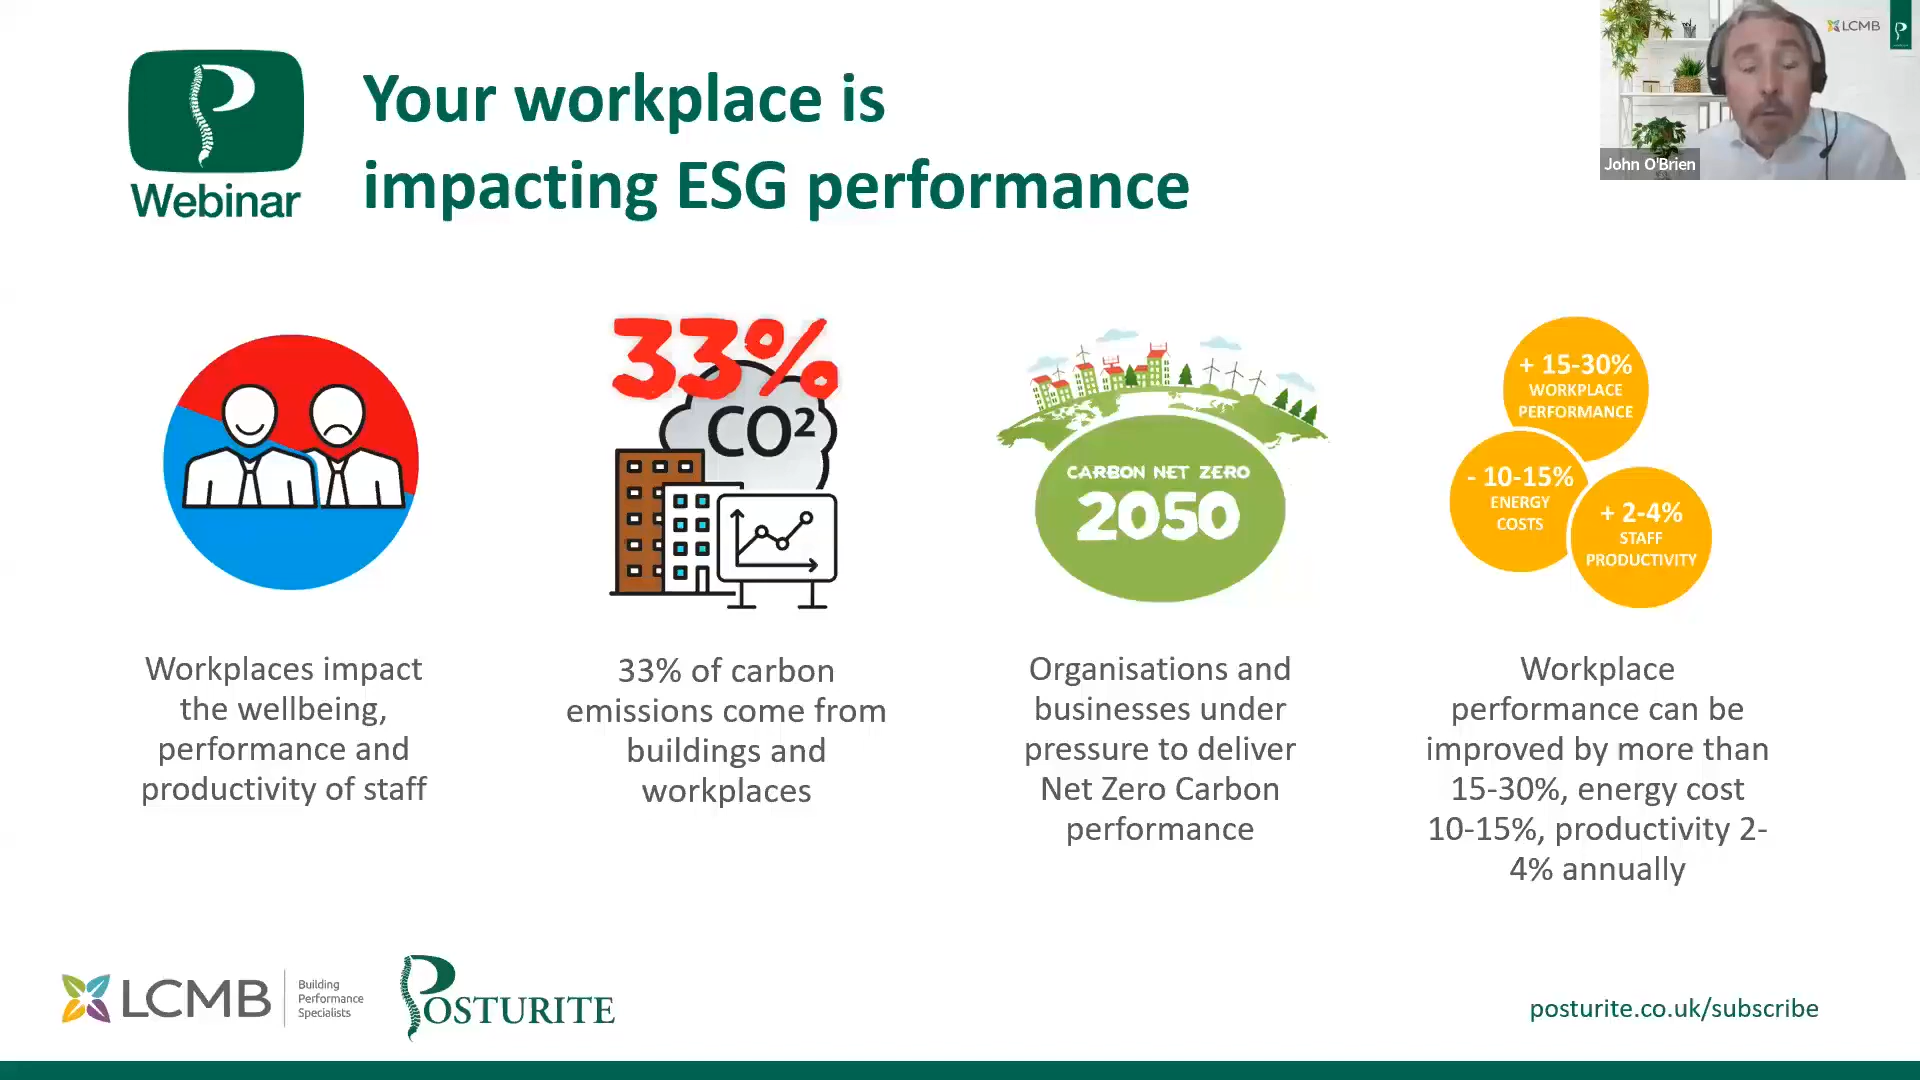 Webinar
Your workplace is
impacting ESG performance
LCMB
John O'Brien
33%
CO²
CARBON NET ZERO
2050
+ 15-30%
WORKPLACE
PERFORMANCE
- 10-15%
ENERGY
COSTS
+ 2-4%
STAFF
PRODUCTIVITY
Workplaces impact
the wellbeing,
performance and
productivity of staff
33% of carbon
emissions come from
buildings and
workplaces
Organisations and
businesses under
pressure to deliver
Net Zero Carbon
performance
Workplace
performance can be
improved by more than
15-30%, energy cost
10-15%, productivity 2-
4% annually
LCMB
Building
Performance
Specialists
POSTURITE
posturite.co.uk/subscribe